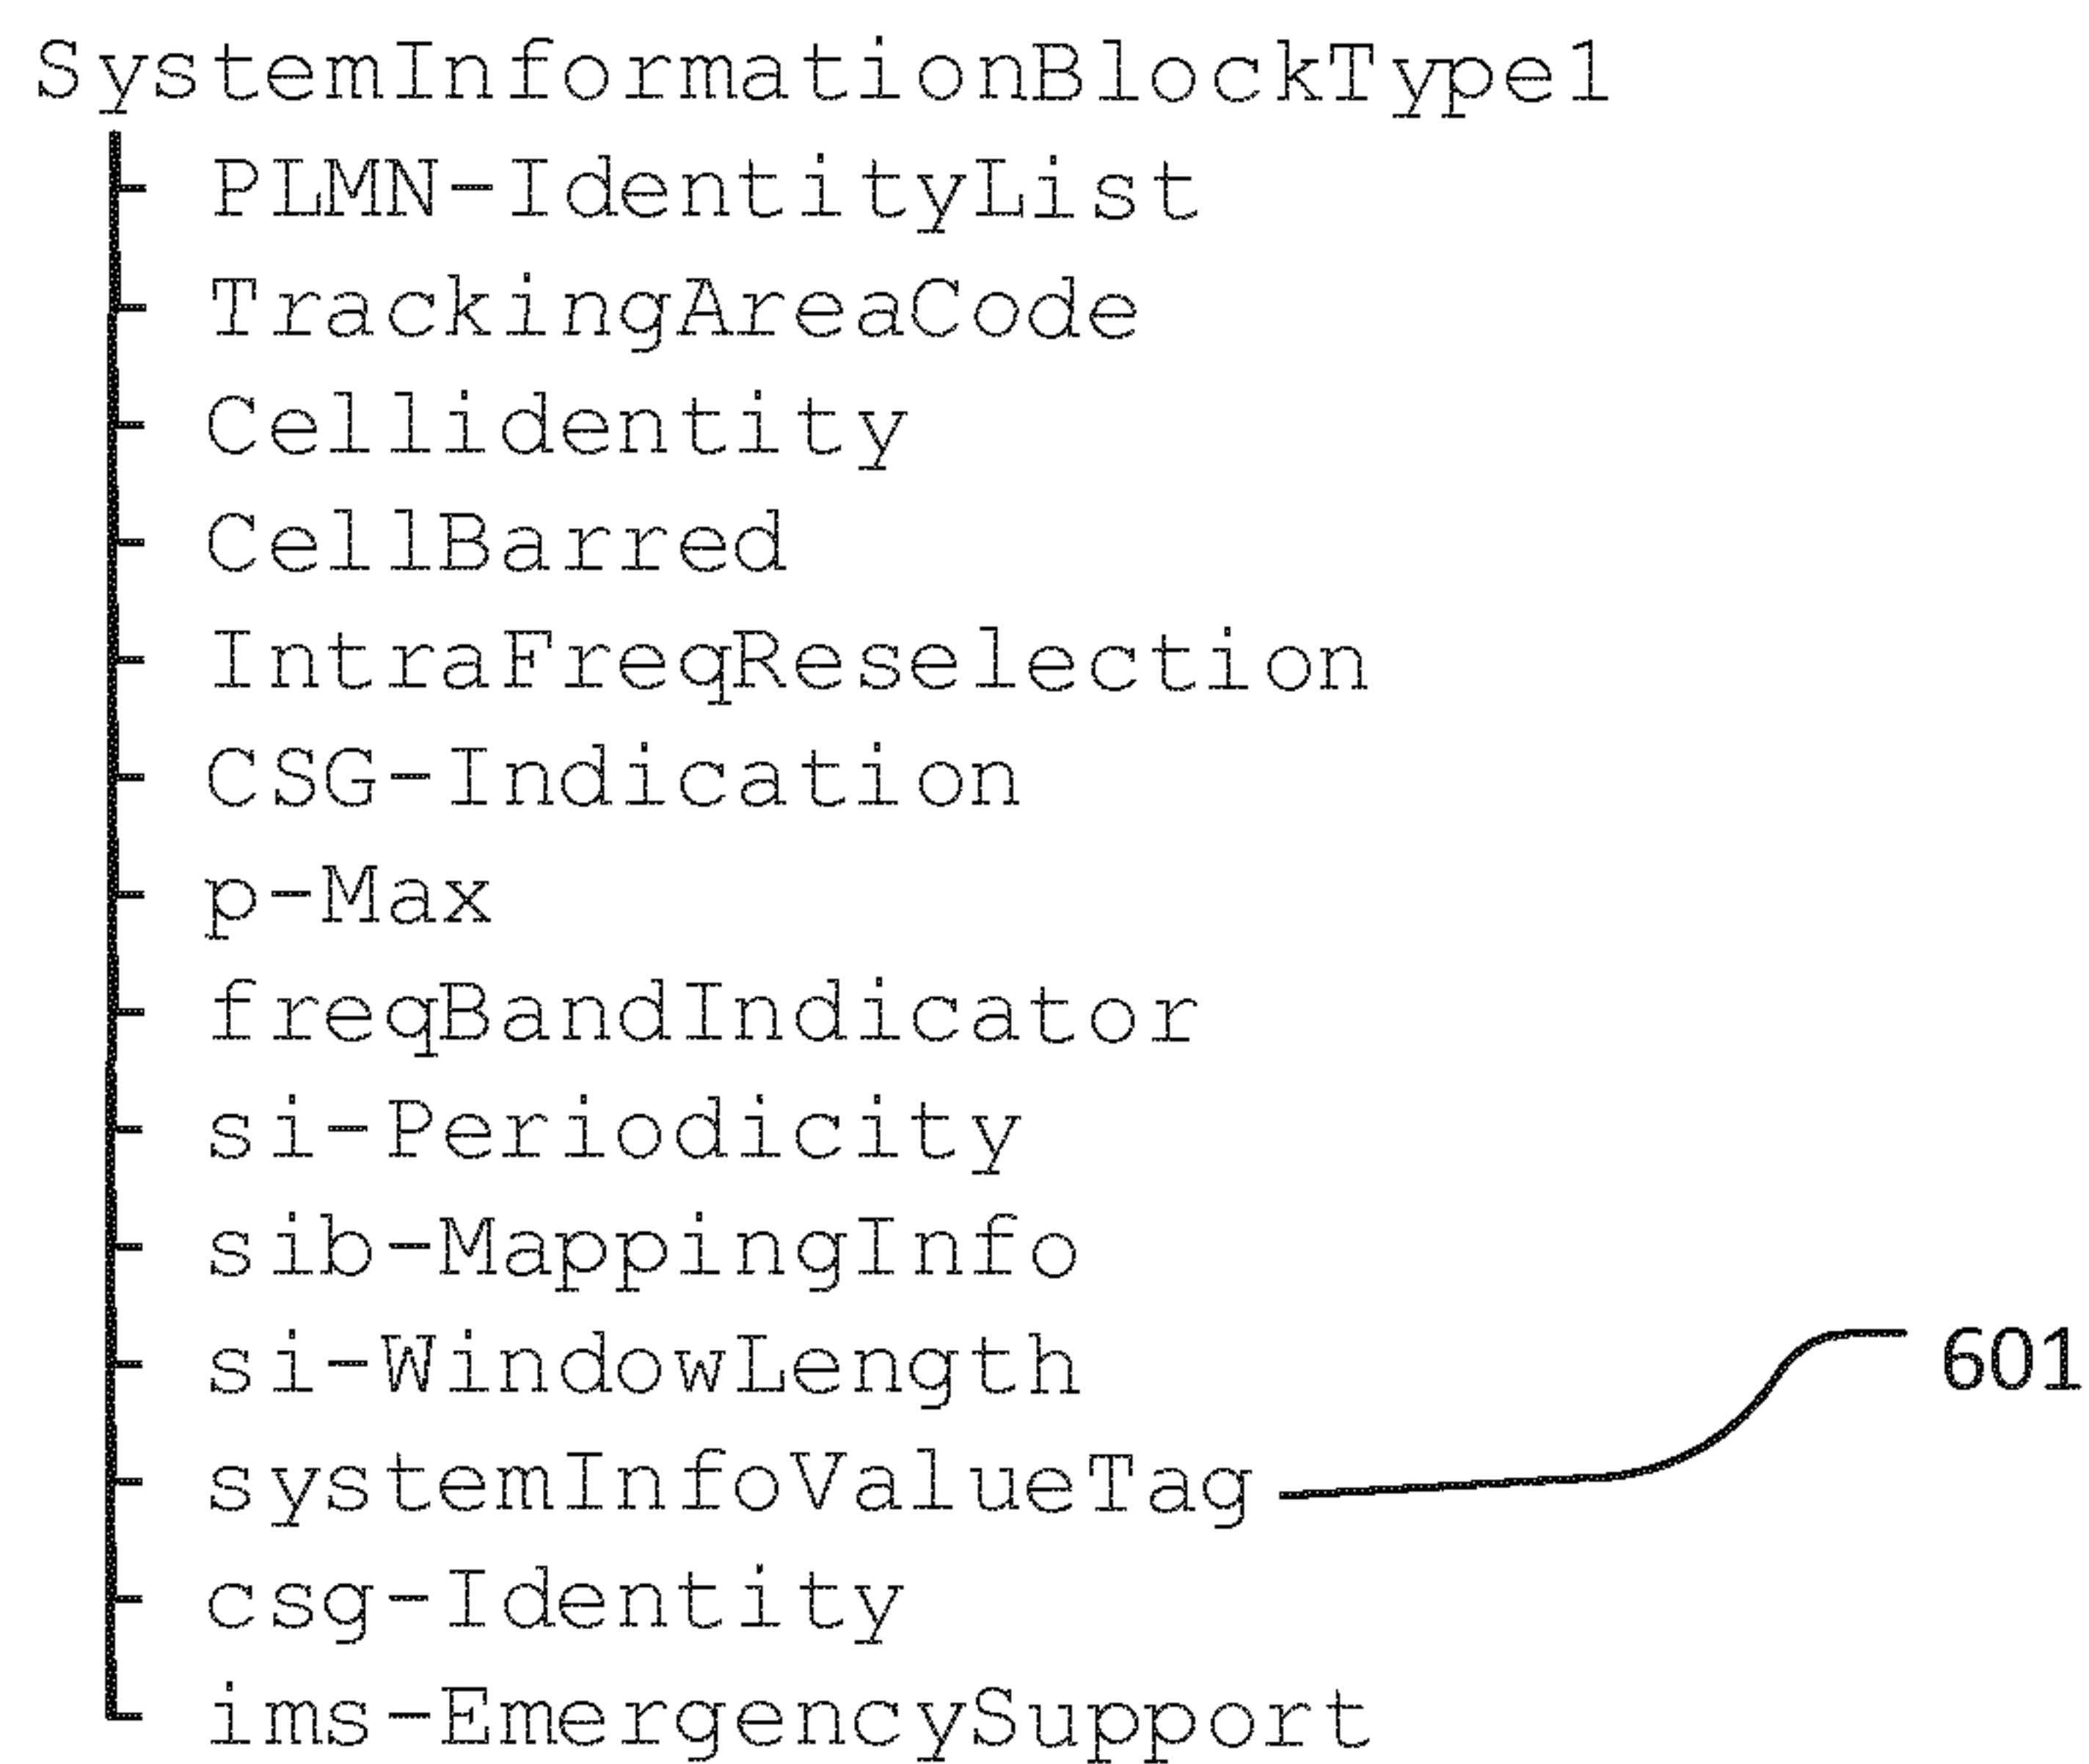 SystemInformationBlockType1
PLMN-IdentityList
TrackingAreaCode
Cellidentity
CellBarred
IntraFreqReselection
CSG-Indication
p-Max
freqBandIndicator
si-Periodicity
sib-MappingInfo
si-WindowLength
601
systemInfoValueTag
csg-Identity
ims-EmergencySupport